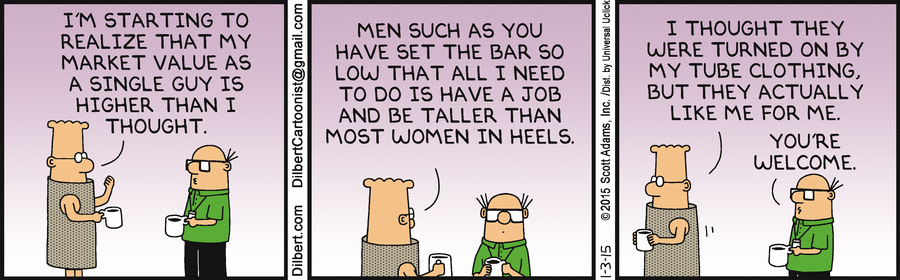 I'M STARTING TO
REALIZE THAT MY
MARKET VALUE AS
A SINGLE GUY IS
HIGHER THAN I
THOUGHT.
Dilbert.com DilbertCartoonist@gmail.com
MEN SUCH AS YOU
HAVE SET THE BAR SO
LOW THAT ALL I NEED
TO DO IS HAVE A JOB
AND BE TALLER THAN
MOST WOMEN IN HEELS.
1-3-15 © 2015 Scott Adams, Inc. /Dist. by Universal Uclick
I THOUGHT THEY
WERE TURNED ON BY
MY TUBE CLOTHING,
BUT THEY ACTUALLY
LIKE ME FOR ME.
YOU'RE
WELCOME.